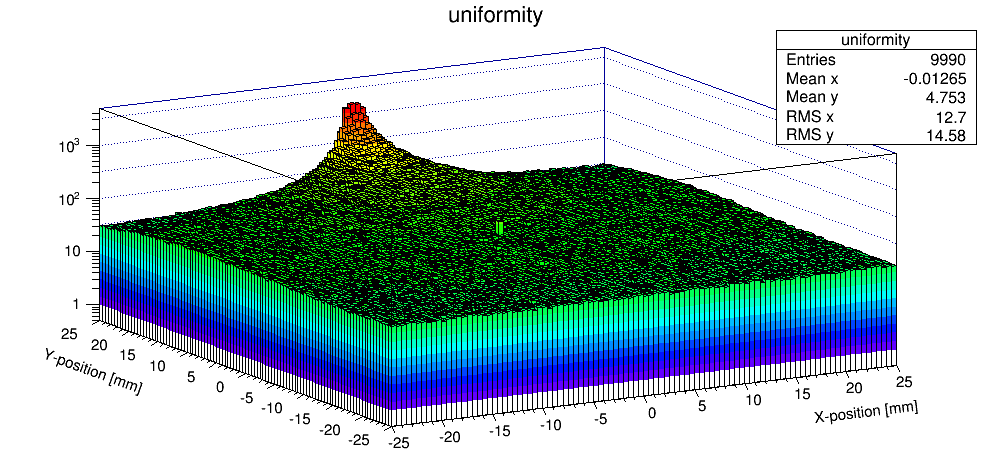 uniformity
uniformity
Entries 9990
Mean x -0.01265
Mean y 4.753
RMS x 12.7
RMS y 14.58
10³
10²
10
1
25
20
15
10
5
0
-5
-10
-15
-20
-25
Y-position [mm]
-25
-20
-15
-10
-5
0
5
10
15
20
25
X-position [mm]